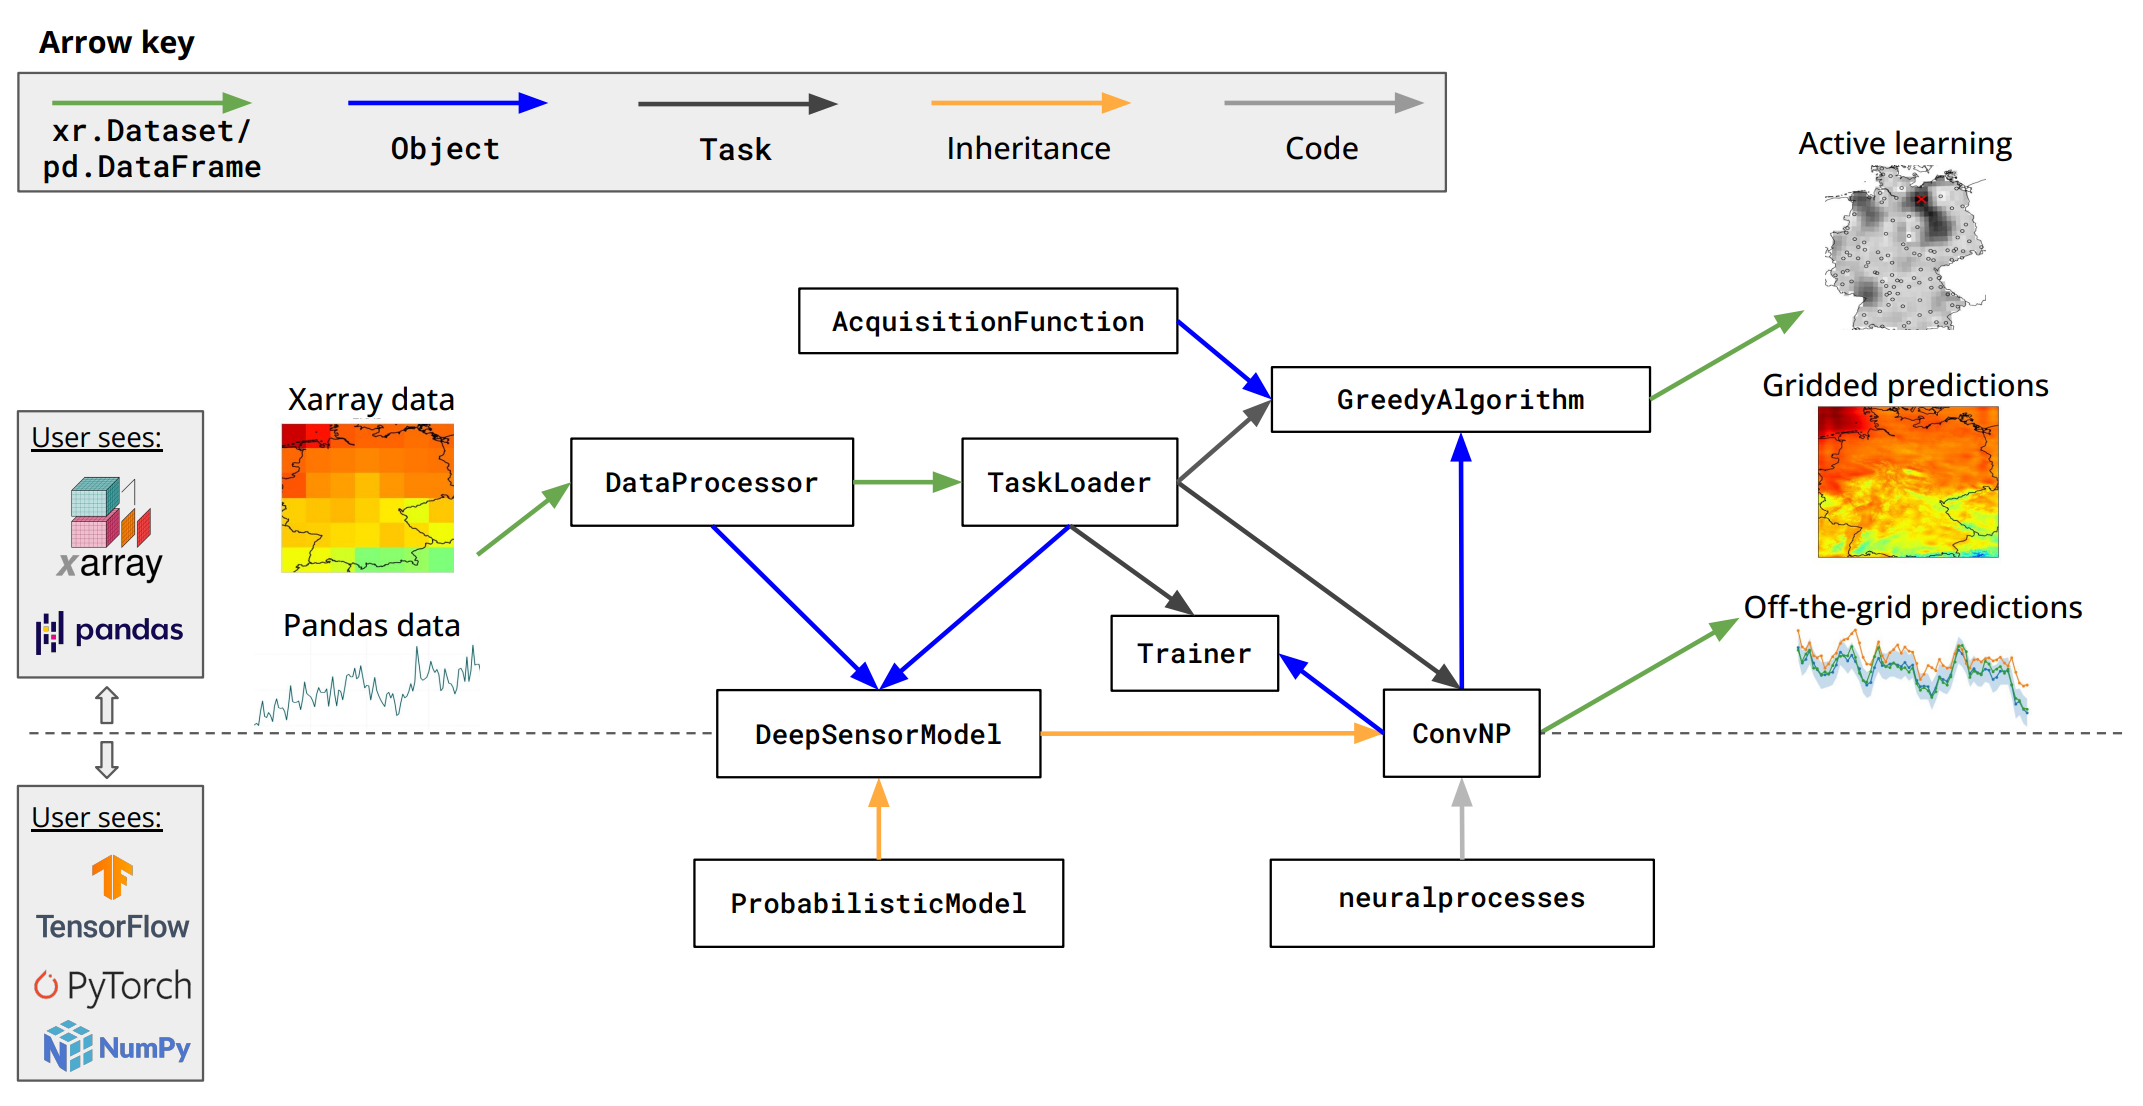 Arrow key
xr.Dataset/
pd.DataFrame
Object
Task
Inheritance
Code
Active learning
AcquisitionFunction
GreedyAlgorithm
Gridded predictions
Xarray data
User sees:
xarray
pandas
DataProcessor
TaskLoader
Off-the-grid predictions
Pandas data
Trainer
DeepSensorModel
ConvNP
User sees:
TensorFlow
PyTorch
NumPy
ProbabilisticModel
neuralprocesses